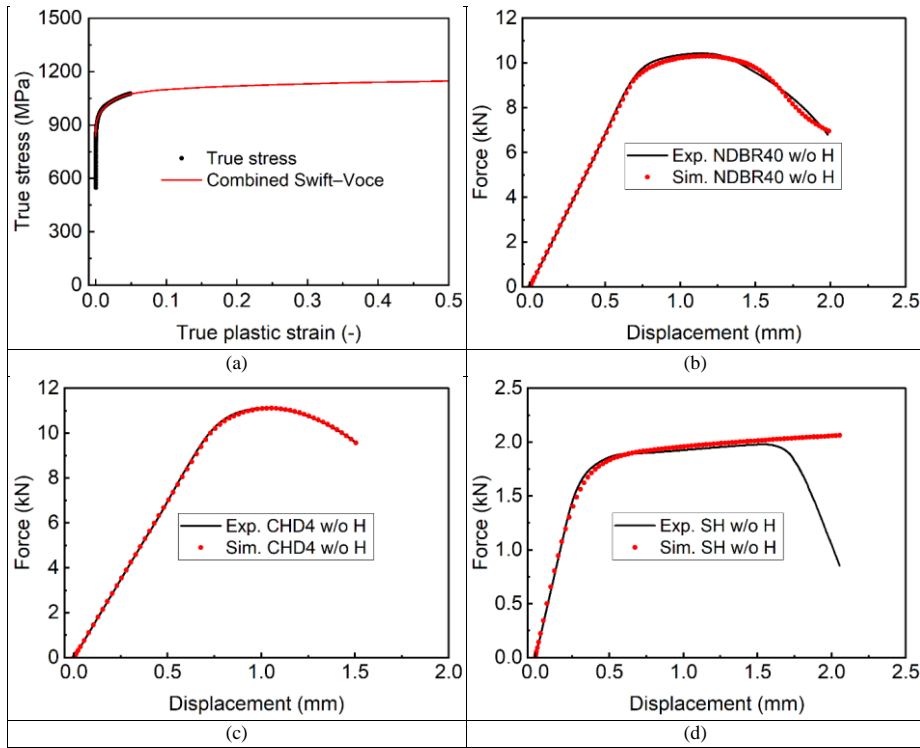 1500
1200
900
600
300
0
True stress (MPa)
True stress
Combined Swift–Voce
0.0 0.1 0.2 0.3 0.4 0.5
True plastic strain (-)
(a)
12
10
8
6
4
2
0
Force (kN)
Exp. NDBR40 w/o H
Sim. NDBR40 w/o H
0.0 0.5 1.0 1.5 2.0 2.5
Displacement (mm)
(b)
12
10
8
6
4
2
0
Force (kN)
Exp. CHD4 w/o H
Sim. CHD4 w/o H
0.0 0.5 1.0 1.5 2.0
Displacement (mm)
(c)
2.5
2.0
1.5
1.0
0.5
0.0
Force (kN)
Exp. SH w/o H
Sim. SH w/o H
0.0 0.5 1.0 1.5 2.0 2.5
Displacement (mm)
(d)